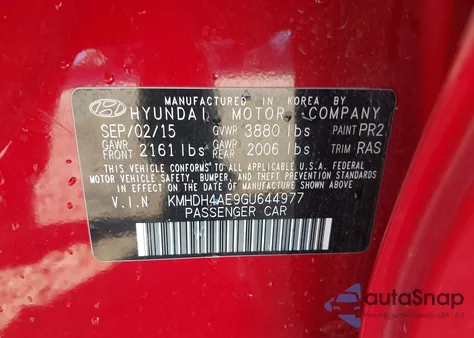 MANUFACTURED IN KOREA BY
HYUNDAI MOTOR COMPANY
SEP/02/15 GVWR 3880 lbs PAINT PR2
GAWR FRONT 2161 lbs GAWR REAR 2006 lbs TRIM RAS
THIS VEHICLE CONFORMS TO ALL APPLICABLE U.S.A FEDERAL
MOTOR VEHICLE SAFETY, BUMPER, AND THEFT PREVENTION
STANDARDS IN EFFECT ON THE DATE OF MANUFACTURE SHOWN ABOVE.
V.I.N KMHDH4AE9GU644977
PASSENGER CAR
autoSnap